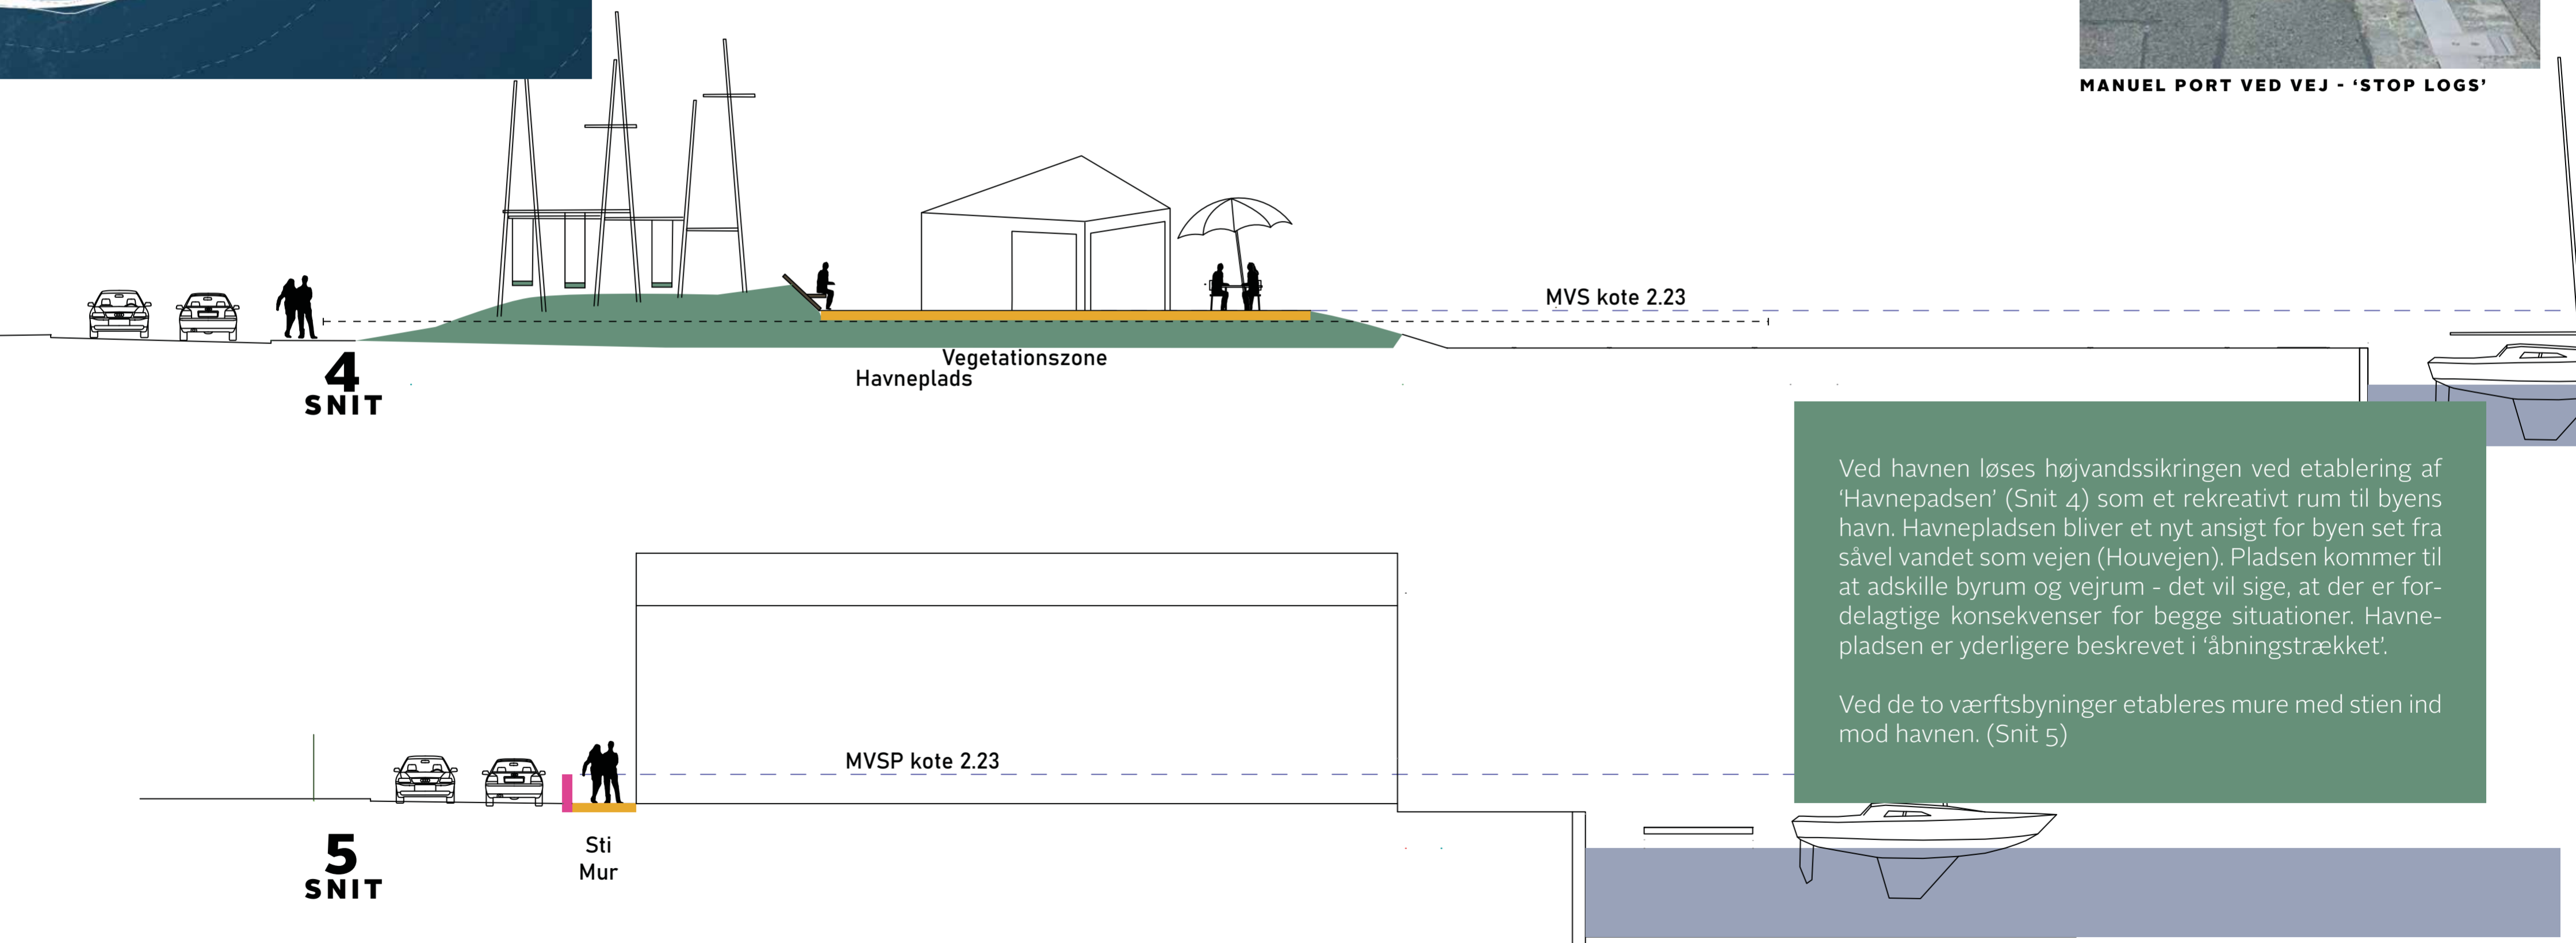 MANUEL PORT VED VEJ - ‘STOP LOGS’
MVS kote 2.23
Vegetationszone
Havneplads
4
SNIT
Ved havnen løses højvandssikringen ved etablering af
‘Havnepadsen’ (Snit 4) som et rekreativt rum til byens
havn. Havnepladsen bliver et nyt ansigt for byen set fra
såvel vandet som vejen (Houvejen). Pladsen kommer til
at adskille byrum og vejrum - det vil sige, at der er for-
delagtige konsekvenser for begge situationer. Havne-
pladsen er yderligere beskrevet i ‘åbningstrækket’.
Ved de to værftsbyninger etableres mure med stien ind
mod havnen. (Snit 5)
MVSP kote 2.23
5
SNIT
Sti
Mur